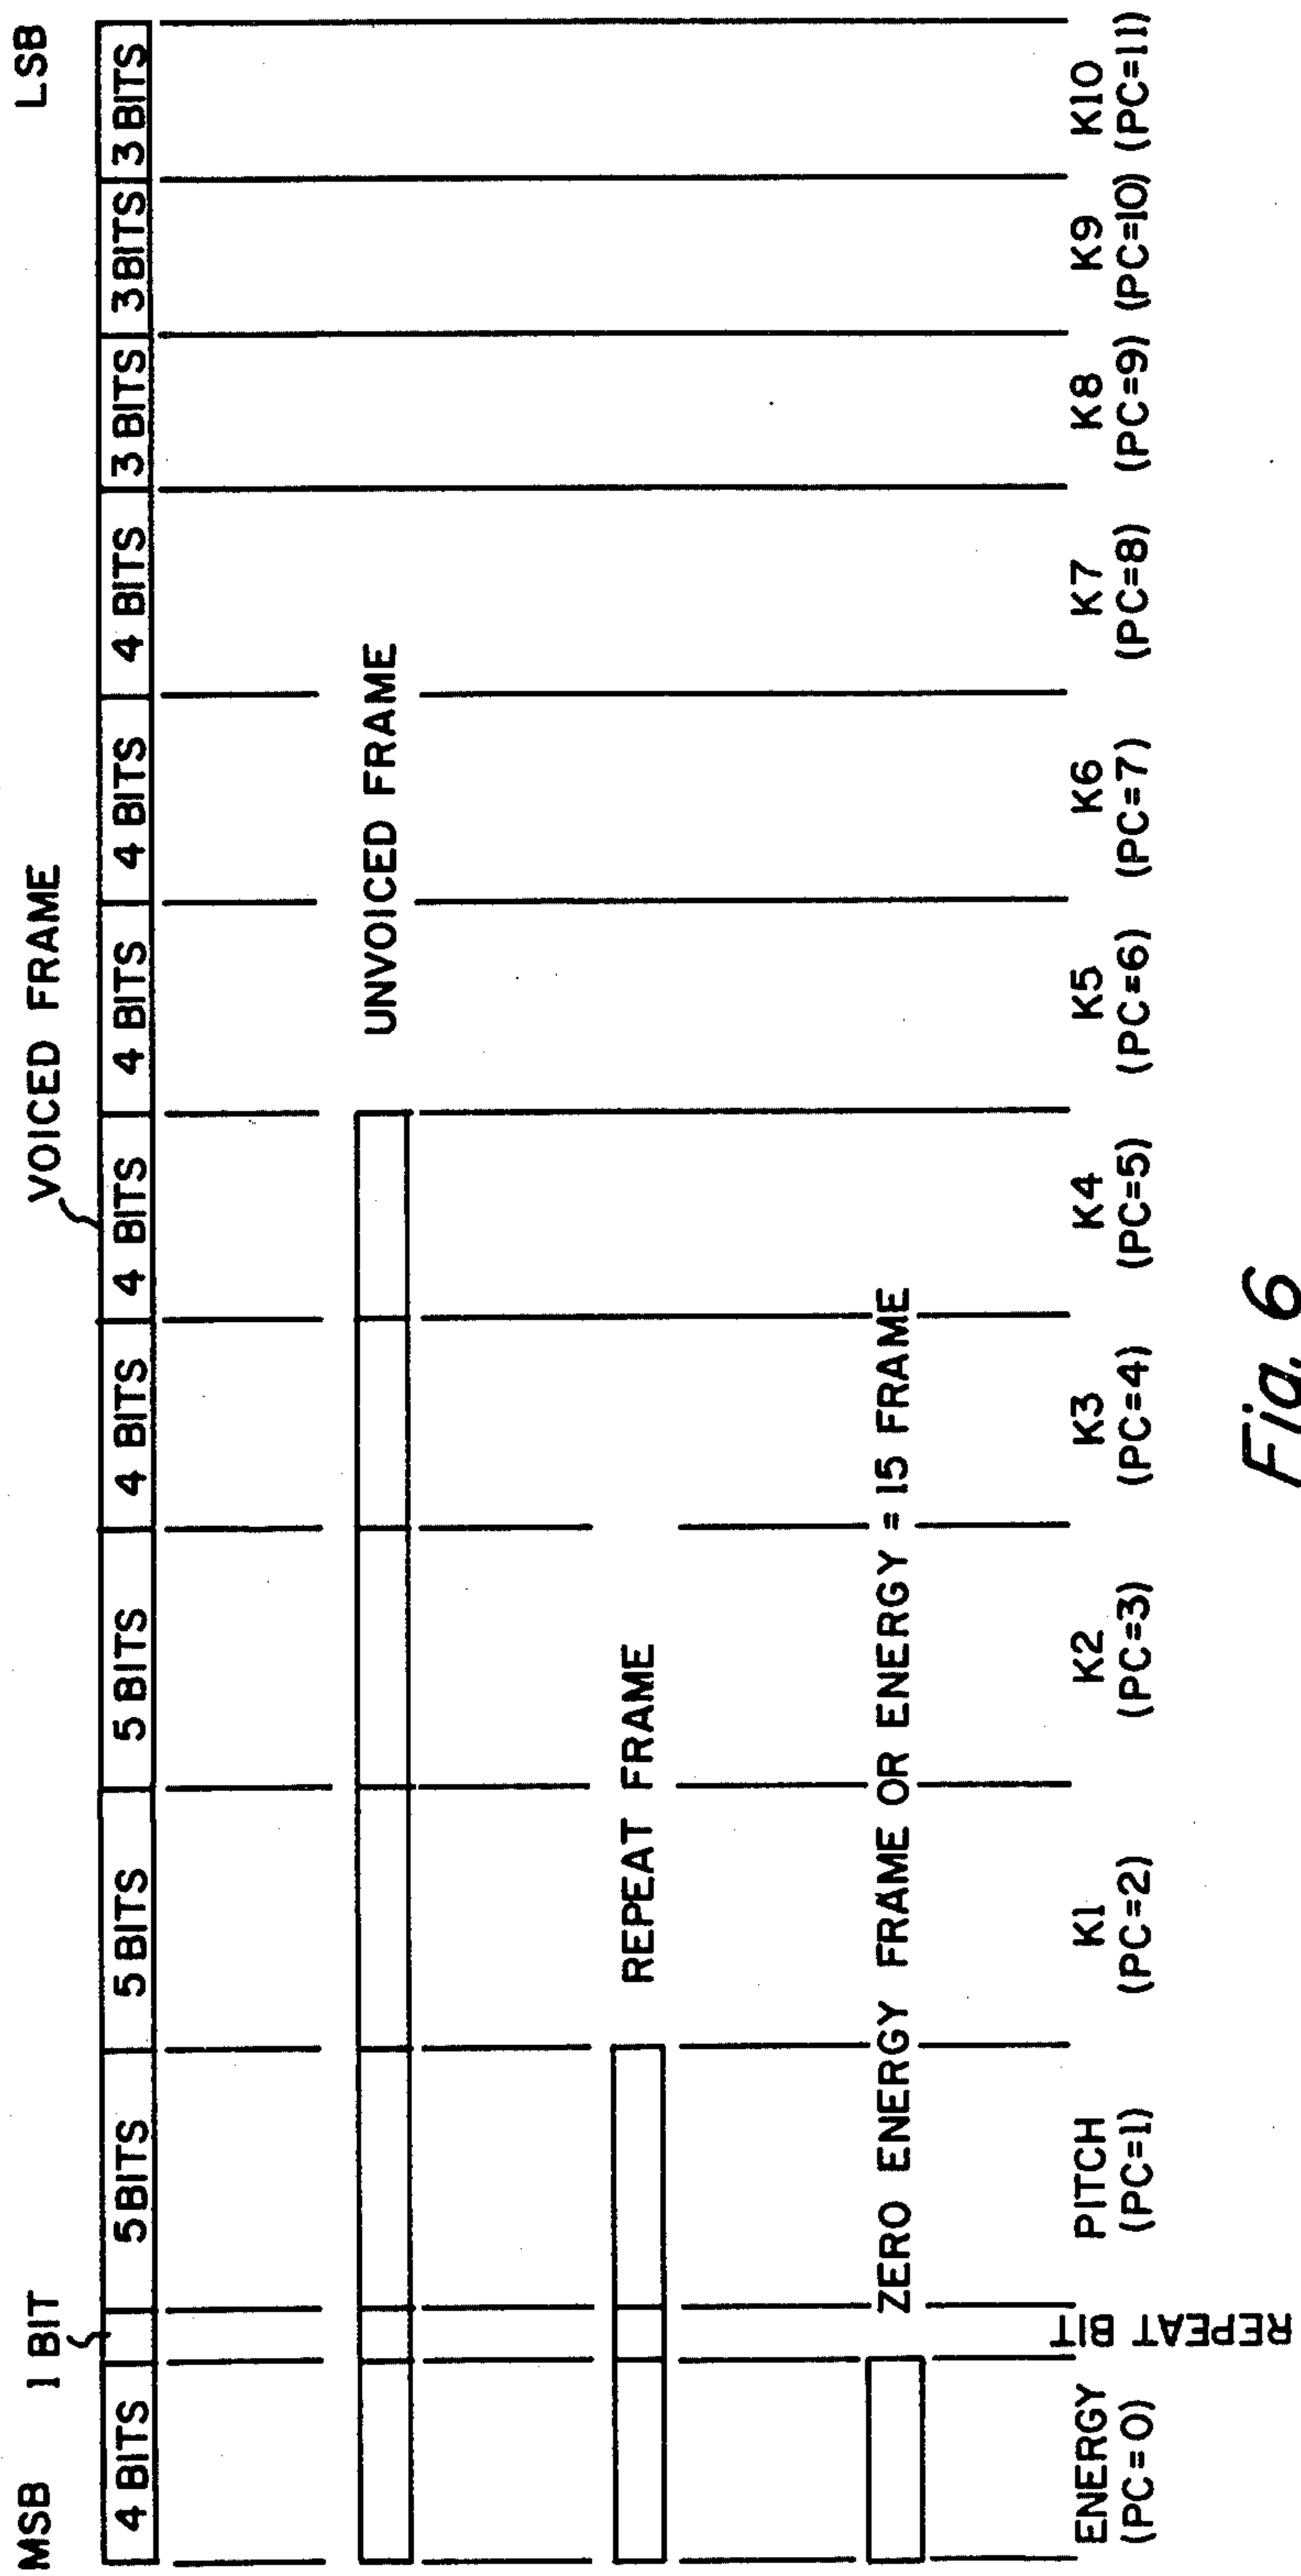 MSB 1 BIT VOICED FRAME LSB
4 BITS 5 BITS 5 BITS 5 BITS 4 BITS 4 BITS 4 BITS 4 BITS 4 BITS 3 BITS 3 BITS 3 BITS
UNVOICED FRAME
REPEAT FRAME
ZERO ENERGY FRAME OR ENERGY = 15 FRAME
ENERGY REPEAT BIT PITCH K1 K2 K3 K4 K5 K6 K7 K8 K9 K10
(PC=0) (PC=1) (PC=2) (PC=3) (PC=4) (PC=5) (PC=6) (PC=7) (PC=8) (PC=9) (PC=10) (PC=11)
Fig. 6